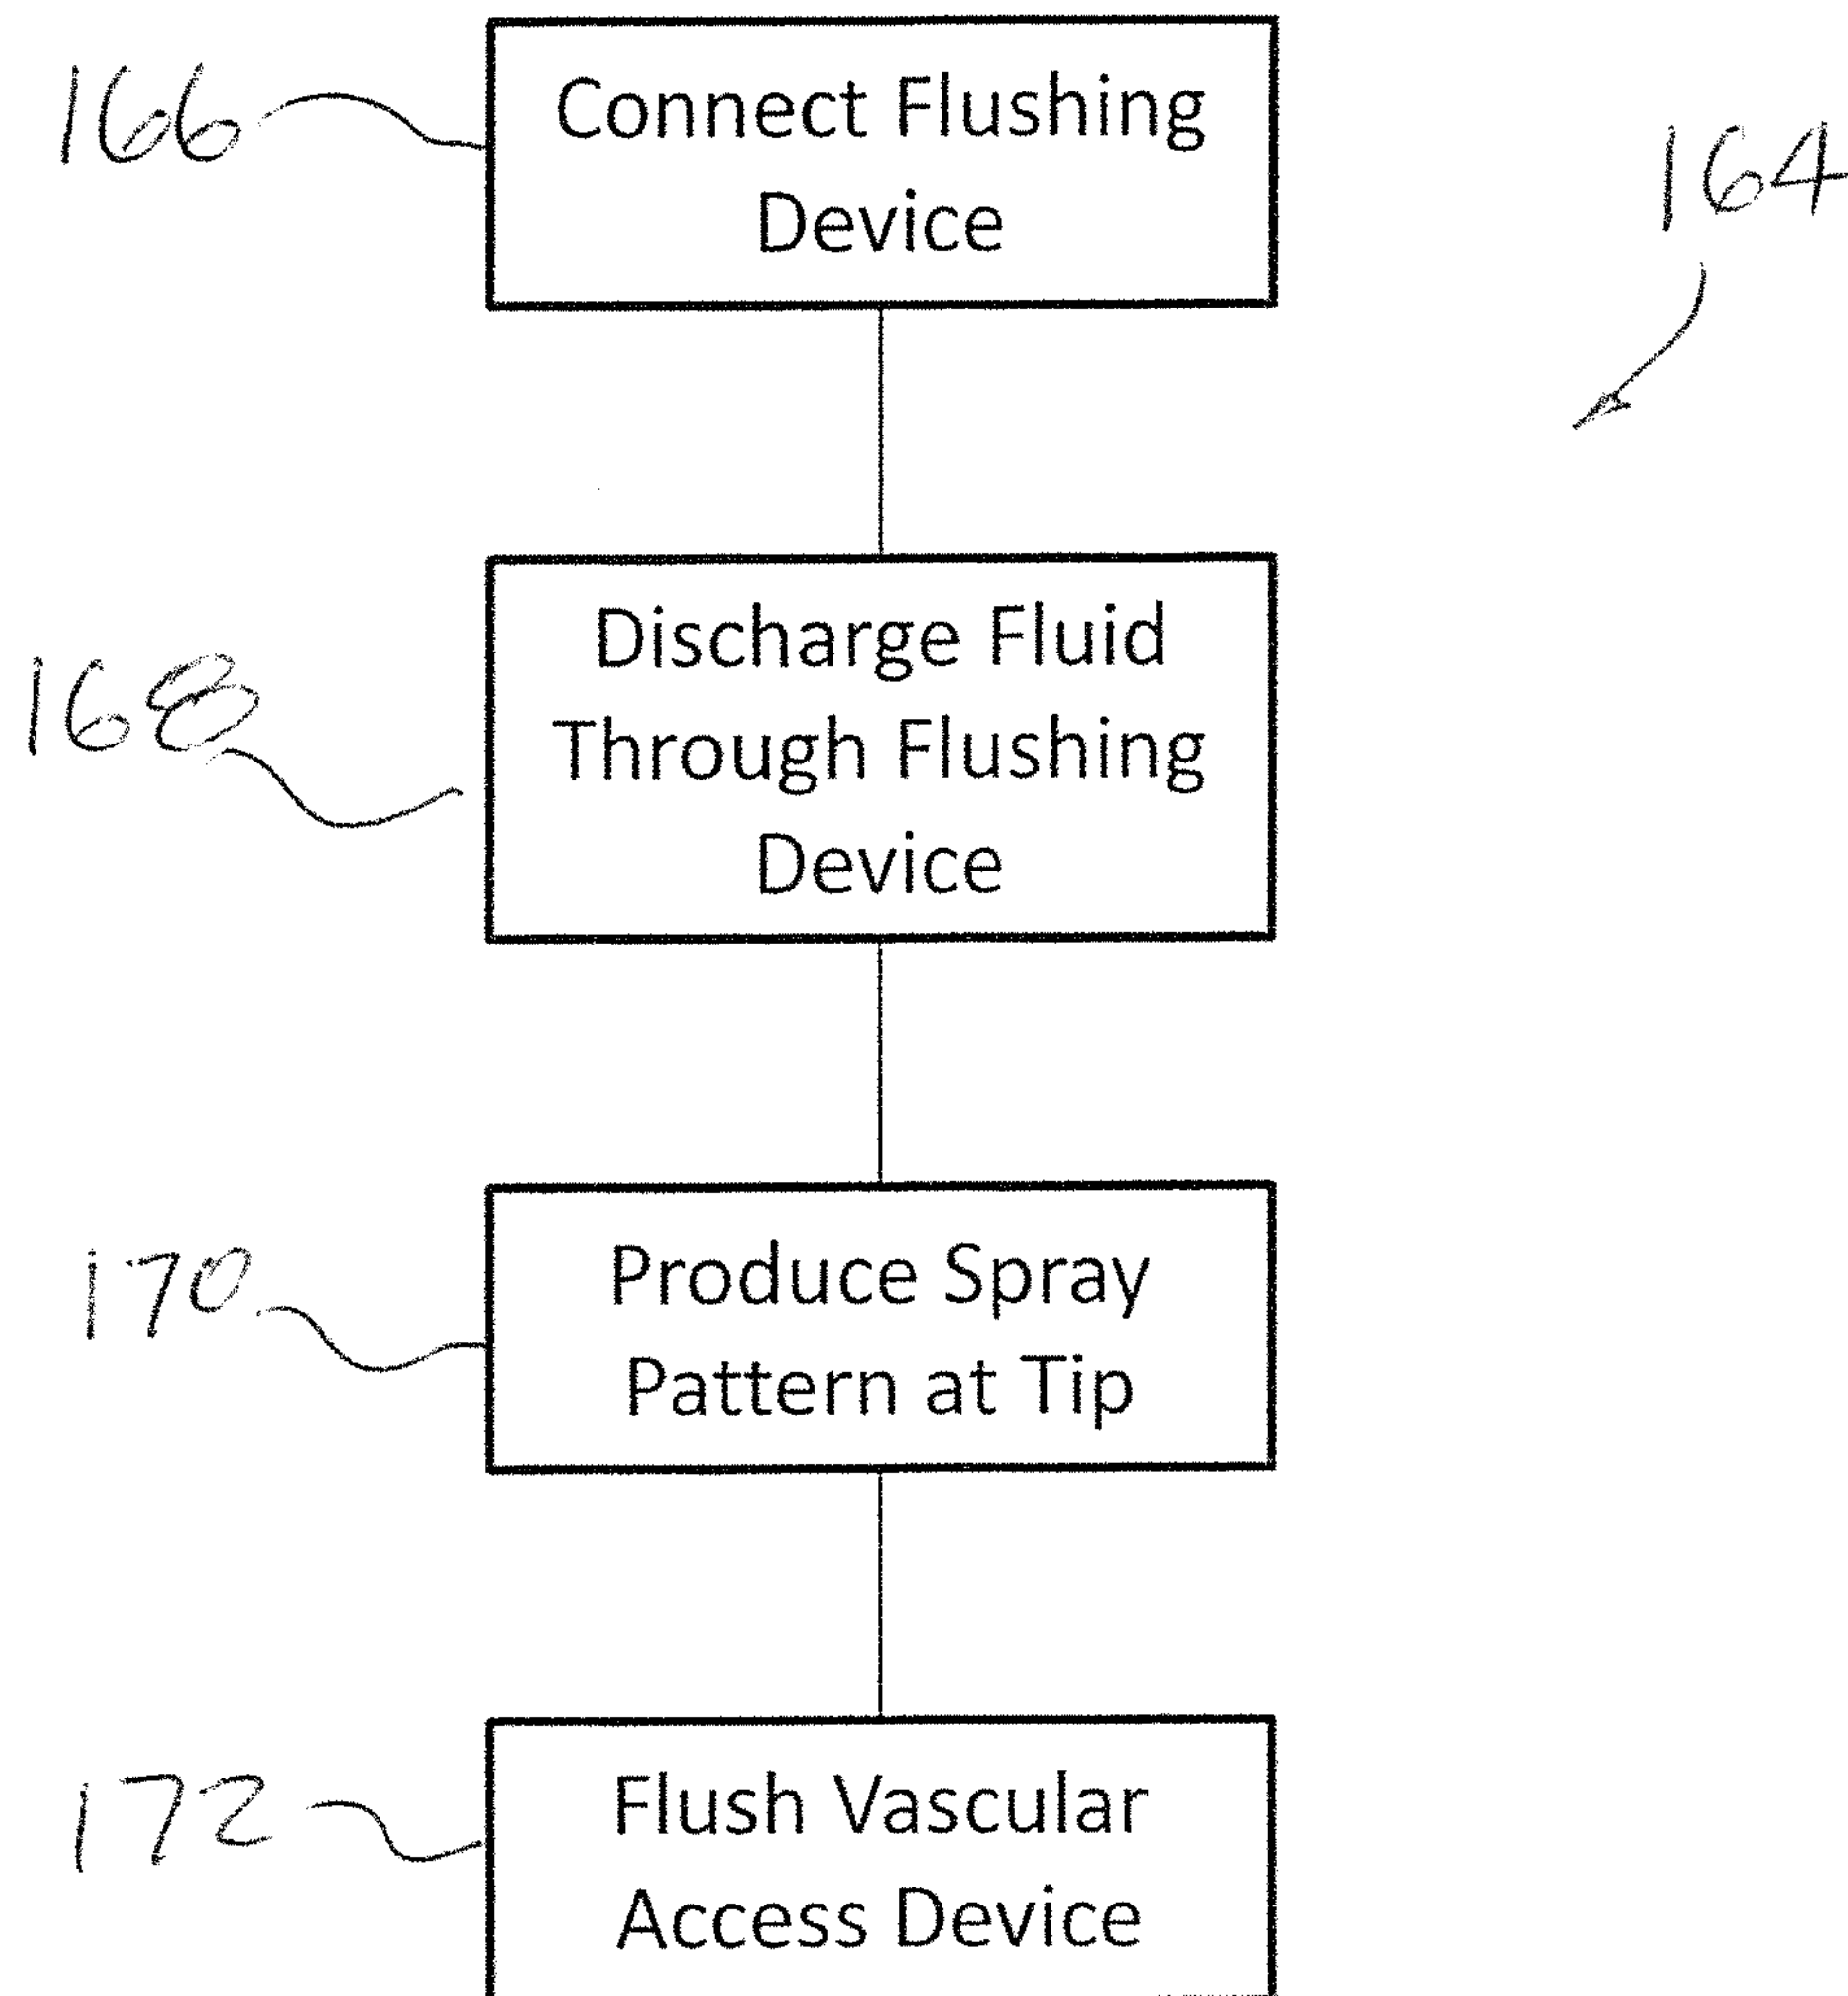 166
Connect Flushing
Device
164
168
Discharge Fluid
Through Flushing
Device
170
Produce Spray
Pattern at Tip
172
Flush Vascular
Access Device